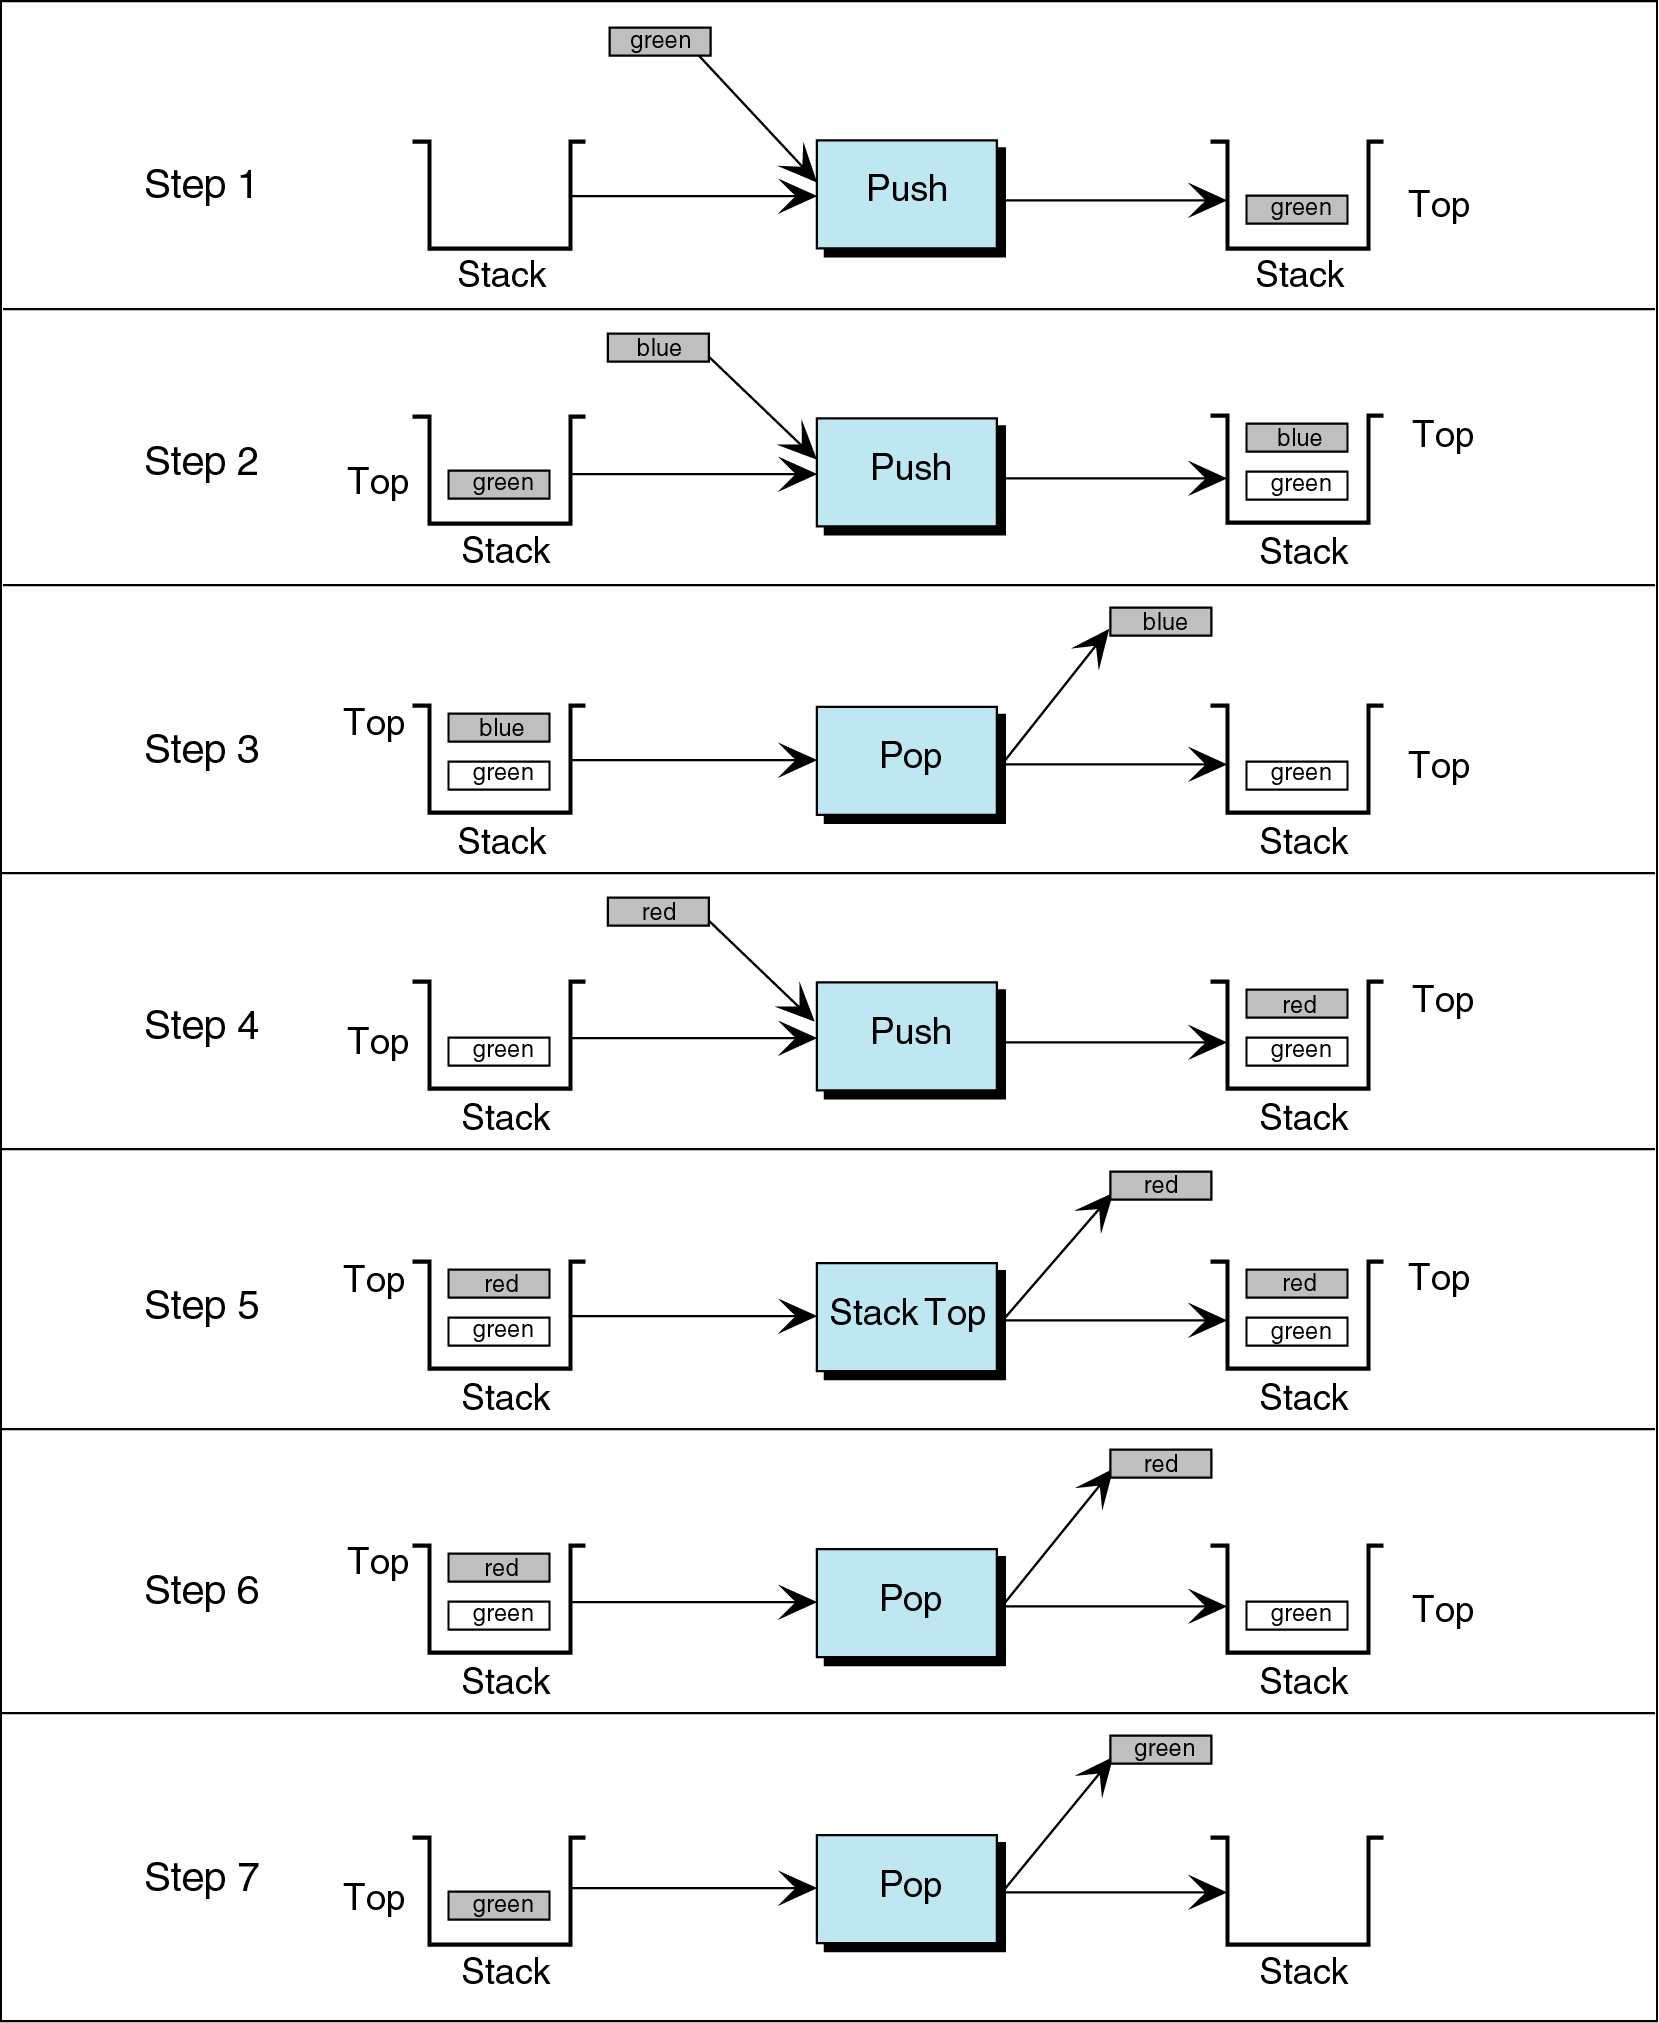 green
Step 1
Push
green
Top
Stack
Stack
blue
Step 2
Top
green
Push
blue
green
Top
Stack
Stack
blue
Step 3
Top
blue
green
Pop
green
Top
Stack
Stack
red
Step 4
Top
green
Push
red
green
Top
Stack
Stack
red
Step 5
Top
red
green
Stack Top
red
green
Top
Stack
Stack
red
Step 6
Top
red
green
Pop
green
Top
Stack
Stack
green
Step 7
Top
green
Pop
Stack
Stack